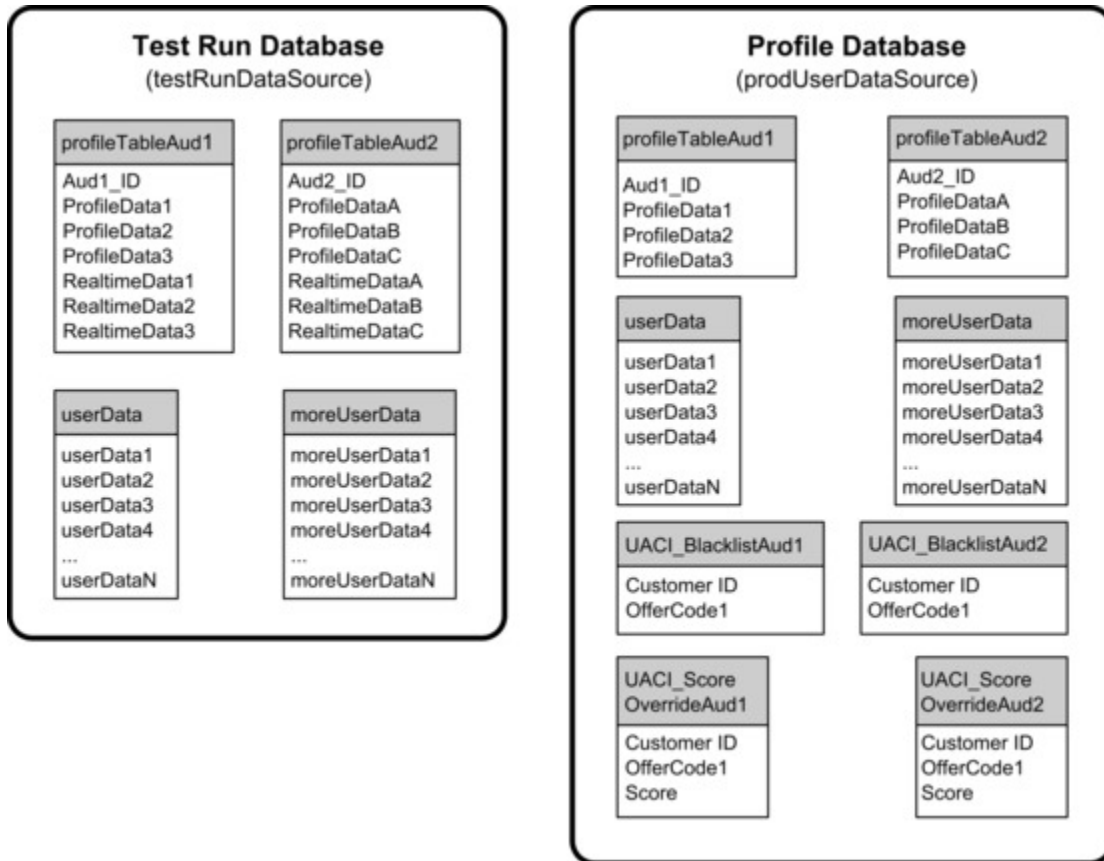 Test Run Database
(testRunDataSource)
profileTableAud1
Aud1_ID
ProfileData1
ProfileData2
ProfileData3
RealtimeData1
RealtimeData2
RealtimeData3
profileTableAud2
Aud2_ID
ProfileDataA
ProfileDataB
ProfileDataC
RealtimeDataA
RealtimeDataB
RealtimeDataC
userData
userData1
userData2
userData3
userData4
...
userDataN
moreUserData
moreUserData1
moreUserData2
moreUserData3
moreUserData4
...
moreUserDataN
Profile Database
(prodUserDataSource)
profileTableAud1
Aud1_ID
ProfileData1
ProfileData2
ProfileData3
profileTableAud2
Aud2_ID
ProfileDataA
ProfileDataB
ProfileDataC
userData
userData1
userData2
userData3
userData4
...
userDataN
moreUserData
moreUserData1
moreUserData2
moreUserData3
moreUserData4
...
moreUserDataN
UACI_BlacklistAud1
Customer ID
OfferCode1
UACI_BlacklistAud2
Customer ID
OfferCode1
UACI_Score
OverrideAud1
Customer ID
OfferCode1
Score
UACI_Score
OverrideAud2
Customer ID
OfferCode1
Score